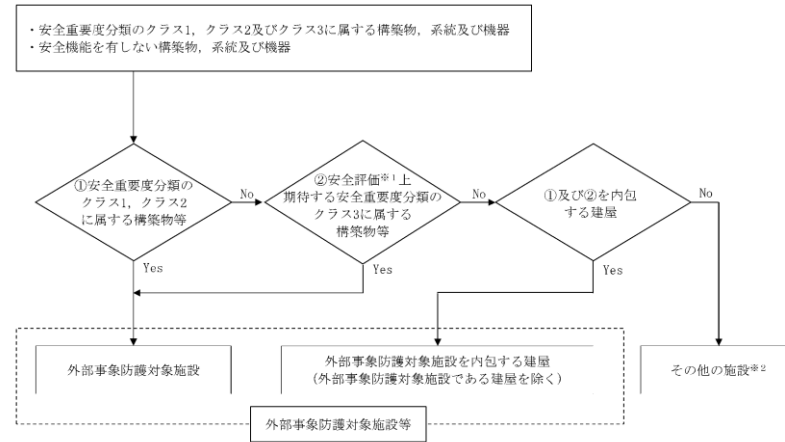 ・安全重要度分類のクラス1，クラス2及びクラス3に属する構築物，系統及び機器
・安全機能を有しない構築物，系統及び機器
①安全重要度分類の
クラス1，クラス2
に属する構築物等
No
Yes
②安全評価※1上
期待する安全重要度分類の
クラス3に属する
構築物等
No
Yes
①及び②を内包
する建屋
No
Yes
外部事象防護対象施設
外部事象防護対象施設を内包する建屋
（外部事象防護対象施設である建屋を除く）
その他の施設※2
外部事象防護対象施設等